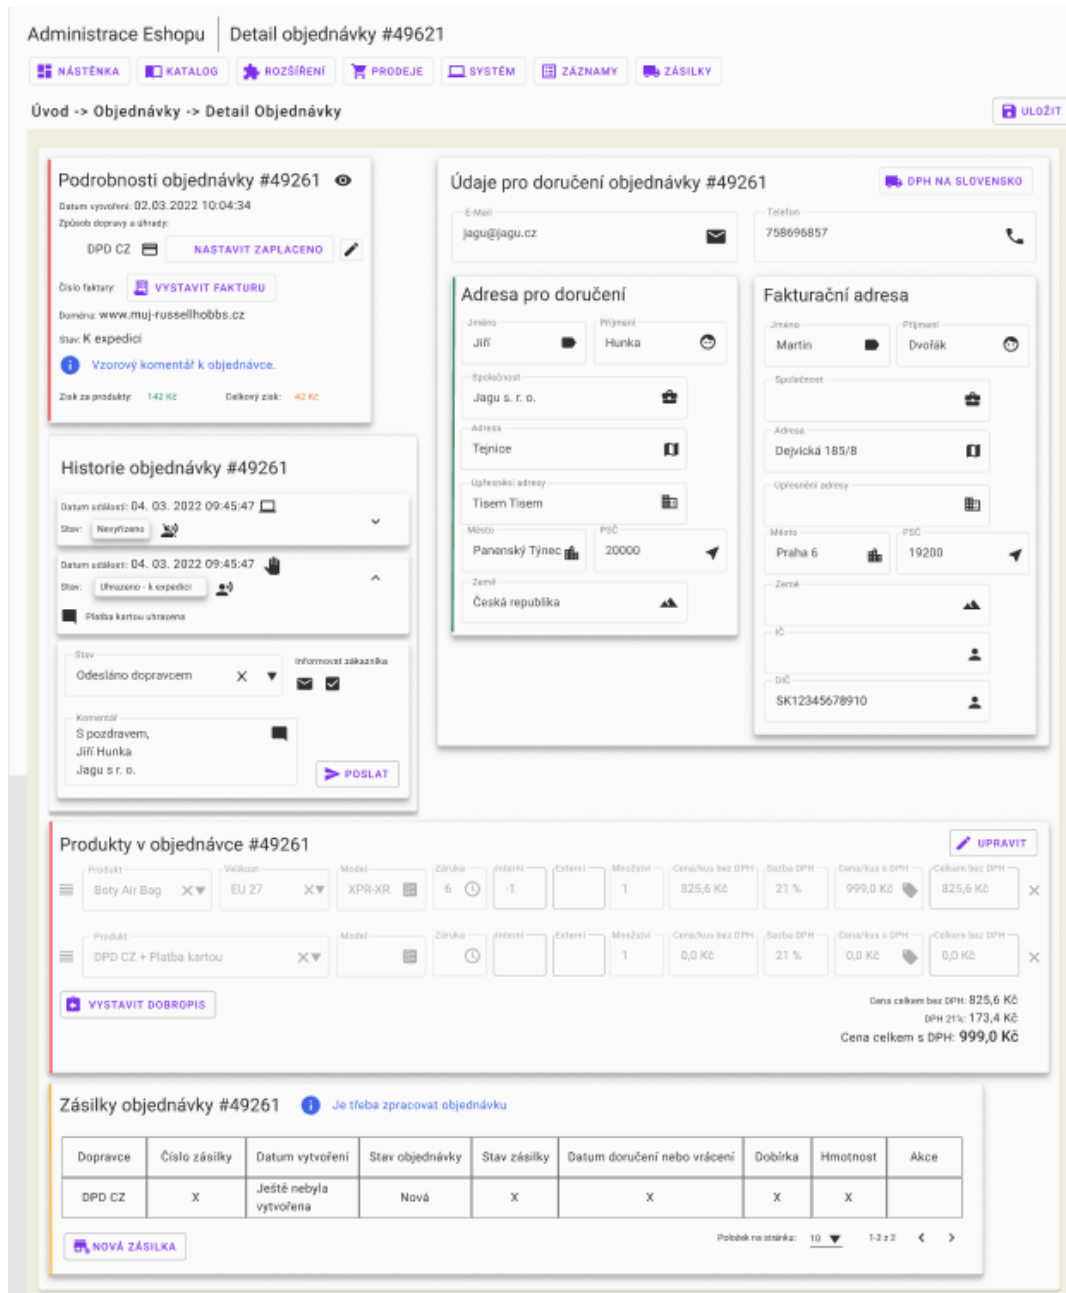 Administrace Eshopu Detail objednávky #49621
NÁSTĚNKA KATALOG ROZŠÍŘENÍ PRODEJE SYSTÉM ZÁZNAMY ZÁSILKY
Úvod -> Objednávky -> Detail Objednávky
ULOŽIT
Podrobnosti objednávky #49261
Datum vytvoření: 02.03.2022 10:04:34
Způsob dopravy a úhrady:
DPD CZ NASTAVIT ZAPLACENO
Číslo faktury: VYSTAVIT FAKTURU
Doména: www.muj-russellhobbs.cz
Stav: K expedici
Vzorový komentář k objednávce.
Zisk za produkty: 142 Kč Celkový zisk: 42 Kč
Historie objednávky #49261
Datum události: 04. 03. 2022 09:45:47
Stav: Nevyřízeno
Datum události: 04. 03. 2022 09:45:47
Stav: Uhrazeno - k expedici
Platba kartou uhrazena
Stav
Odesláno dopravcem
Informovat zákazníka
Komentář
S pozdravem,
Jiří Hunka
Jagu s r. o.
POSLAT
Údaje pro doručení objednávky #49261
DPH NA SLOVENSKO
E-Mail
jagu@jagu.cz
Telefon
758696857
Adresa pro doručení
Jméno Příjmení
Jiří Hunka
Společnost
Jagu s. r. o.
Adresa
Tejnice
Upřesnění adresy
Tisem Tisem
Město PSČ
Panenský Týnec 20000
Země
Česká republika
Fakturační adresa
Jméno Příjmení
Martin Dvořák
Společnost
Adresa
Dejvická 185/8
Upřesnění adresy
Město PSČ
Praha 6 19200
Země
IČ
DIČ
SK12345678910
Produkty v objednávce #49261
UPRAVIT
Produkt Velikost Model Záruka Interní Externí Množství Cena/kus bez DPH Sazba DPH Cena/kus s DPH Celkem bez DPH
Boty Air Bag EU 27 XPR-XR 6 -1 1 825,6 Kč 21 % 999,0 Kč 825,6 Kč
Produkt Model Záruka Interní Externí Množství Cena/kus bez DPH Sazba DPH Cena/kus s DPH Celkem bez DPH
DPD CZ + Platba kartou 1 0,0 Kč 21 % 0,0 Kč 0,0 Kč
VYSTAVIT DOBROPIS
Cena celkem bez DPH: 825,6 Kč
DPH 21%: 173,4 Kč
Cena celkem s DPH: 999,0 Kč
Zásilky objednávky #49261 Je třeba zpracovat objednávku
Dopravce Číslo zásilky Datum vytvoření Stav objednávky Stav zásilky Datum doručení nebo vrácení Dobírka Hmotnost Akce
DPD CZ X Ještě nebyla vytvořena Nová X X X X
NOVÁ ZÁSILKA
Položek na stránku: 10 1-2 z 2